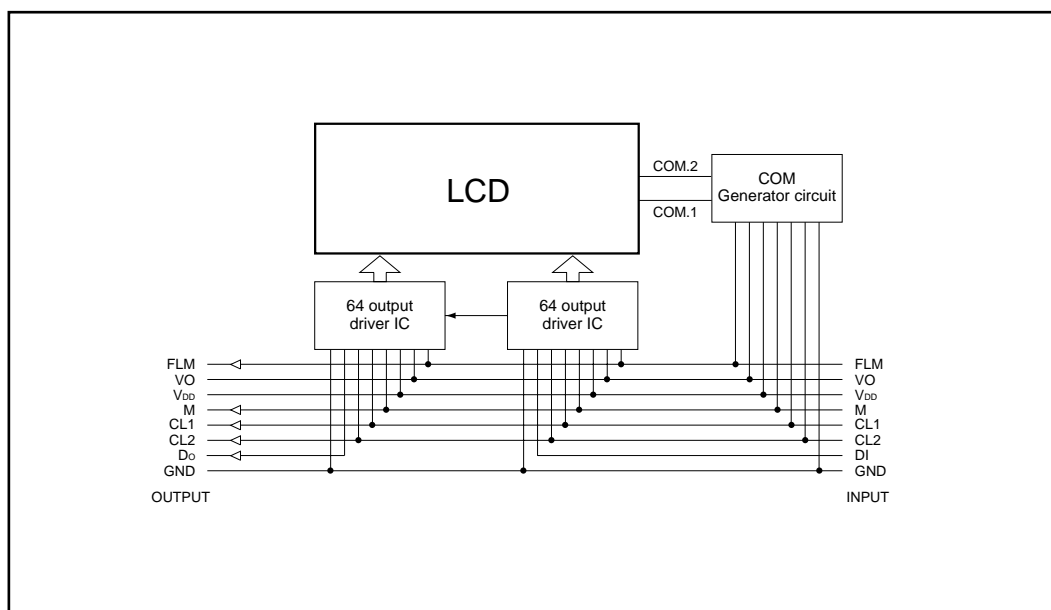 LCD
COM.2
COM.1
COM
Generator circuit
64 output
driver IC
64 output
driver IC
FLM
VO
VDD
M
CL1
CL2
DO
GND
OUTPUT
FLM
VO
VDD
M
CL1
CL2
DI
GND
INPUT